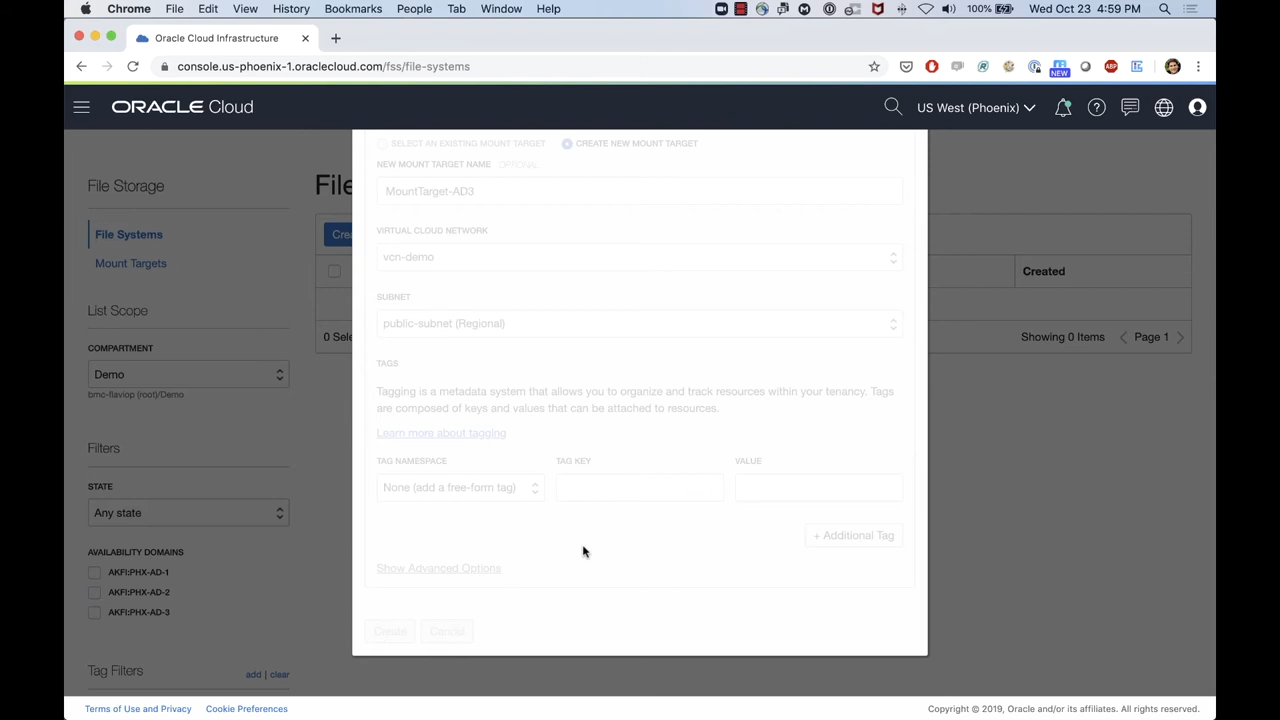 Chrome File Edit View History Bookmarks People Tab Window Help 100% Wed Oct 23 4:59 PM
Oracle Cloud Infrastructure
console.us-phoenix-1.oraclecloud.com/fss/file-systems
NEW
ABP
ORACLE Cloud
US West (Phoenix)
File Storage
File Systems
Mount Targets
List Scope
COMPARTMENT
Demo
bmc-flaviop (root)/Demo
Filters
STATE
Any state
AVAILABILITY DOMAINS
AKFI:PHX-AD-1
AKFI:PHX-AD-2
AKFI:PHX-AD-3
Tag Filters
add | clear
File
Crea
0 Sele
SELECT AN EXISTING MOUNT TARGET
CREATE NEW MOUNT TARGET
NEW MOUNT TARGET NAME OPTIONAL
MountTarget-AD3
VIRTUAL CLOUD NETWORK
vcn-demo
SUBNET
public-subnet (Regional)
TAGS
Tagging is a metadata system that allows you to organize and track resources within your tenancy. Tags
are composed of keys and values that can be attached to resources.
Learn more about tagging
TAG NAMESPACE TAG KEY VALUE
None (add a free-form tag)
+ Additional Tag
Show Advanced Options
Create Cancel
Created
Showing 0 Items
Page 1
Terms of Use and Privacy Cookie Preferences
Copyright © 2019, Oracle and/or its affiliates. All rights reserved.